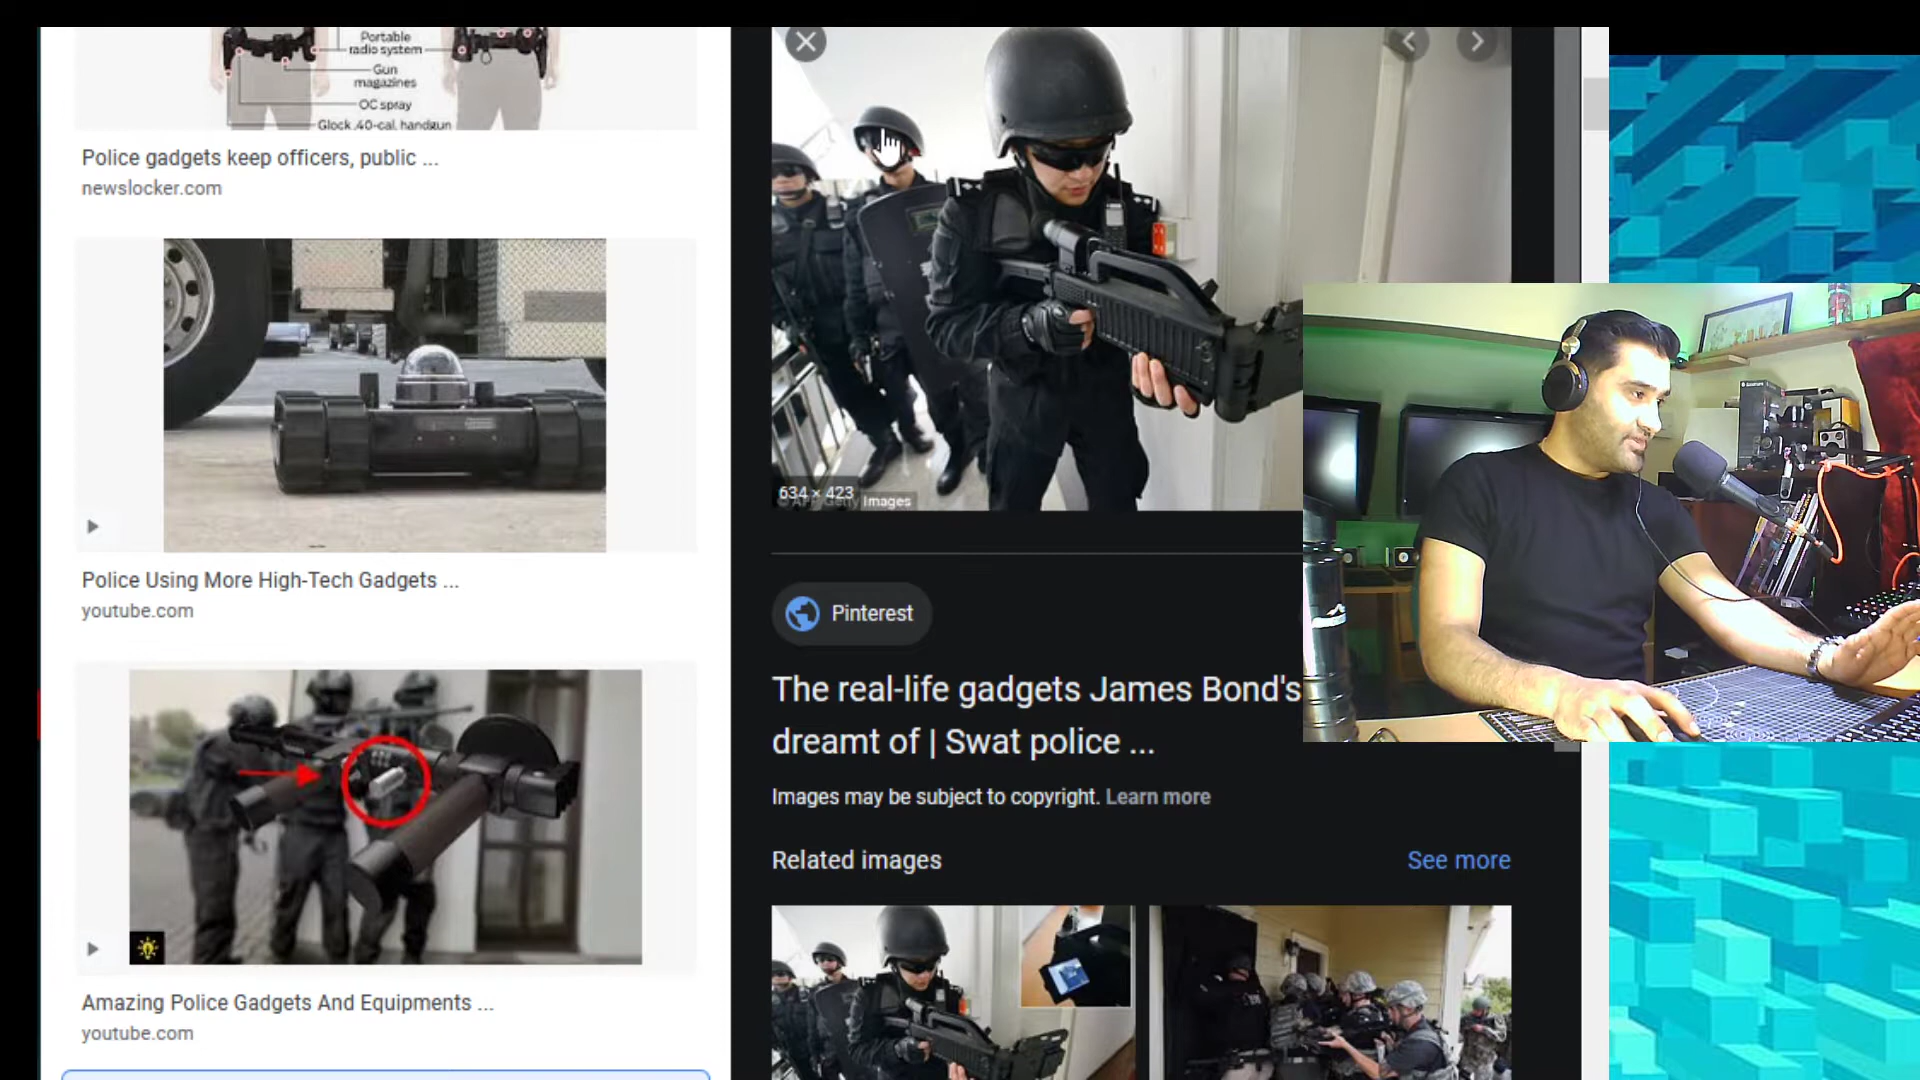 Portable
radio system
Gun
magazines
OC spray
Glock .40-cal. handgun
Police gadgets keep officers, public ...
newslocker.com
Police Using More High-Tech Gadgets ...
youtube.com
Amazing Police Gadgets And Equipments ...
youtube.com
634 × 423
© AFP Getty Images
Pinterest
The real-life gadgets James Bond's
dreamt of | Swat police ...
Images may be subject to copyright. Learn more
Related images
See more